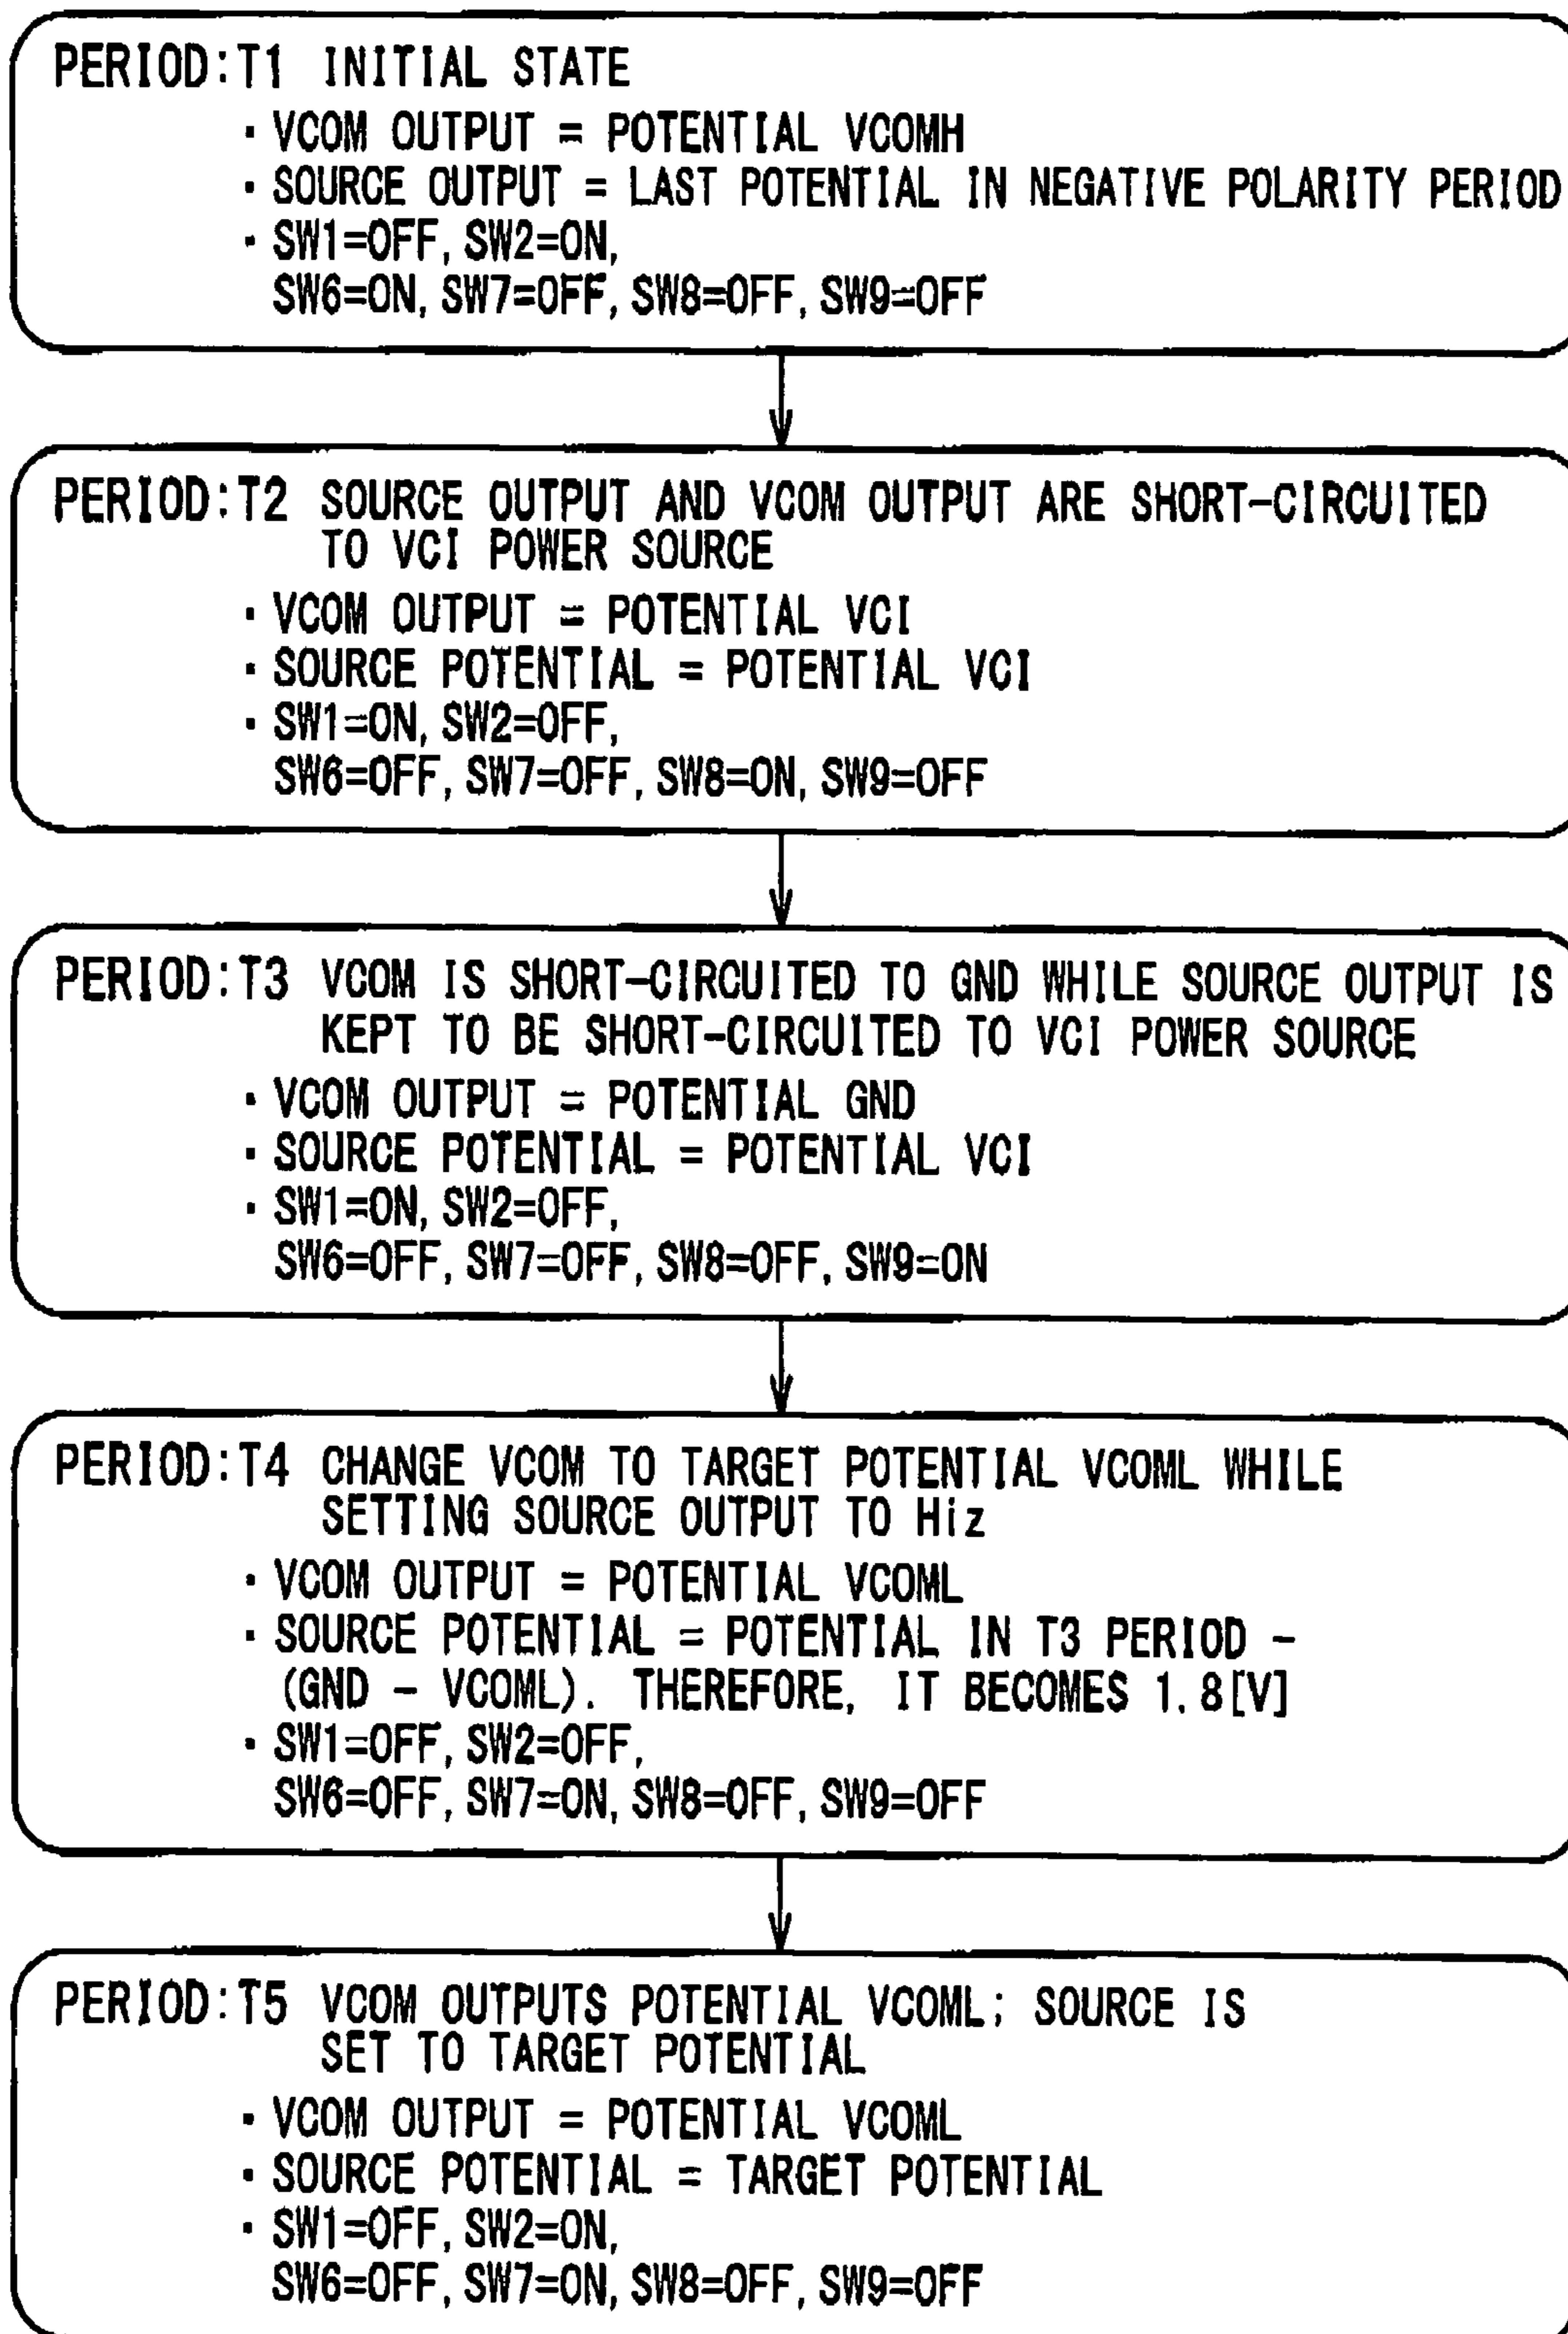 PERIOD:T1 INITIAL STATE
· VCOM OUTPUT = POTENTIAL VCOMH
· SOURCE OUTPUT = LAST POTENTIAL IN NEGATIVE POLARITY PERIOD
· SW1=OFF, SW2=ON,
SW6=ON, SW7=OFF, SW8=OFF, SW9=OFF
PERIOD:T2 SOURCE OUTPUT AND VCOM OUTPUT ARE SHORT-CIRCUITED
TO VCI POWER SOURCE
· VCOM OUTPUT = POTENTIAL VCI
· SOURCE POTENTIAL = POTENTIAL VCI
· SW1=ON, SW2=OFF,
SW6=OFF, SW7=OFF, SW8=ON, SW9=OFF
PERIOD:T3 VCOM IS SHORT-CIRCUITED TO GND WHILE SOURCE OUTPUT IS
KEPT TO BE SHORT-CIRCUITED TO VCI POWER SOURCE
· VCOM OUTPUT = POTENTIAL GND
· SOURCE POTENTIAL = POTENTIAL VCI
· SW1=ON, SW2=OFF,
SW6=OFF, SW7=OFF, SW8=OFF, SW9=ON
PERIOD:T4 CHANGE VCOM TO TARGET POTENTIAL VCOML WHILE
SETTING SOURCE OUTPUT TO Hiz
· VCOM OUTPUT = POTENTIAL VCOML
· SOURCE POTENTIAL = POTENTIAL IN T3 PERIOD -
(GND - VCOML). THEREFORE, IT BECOMES 1.8[V]
· SW1=OFF, SW2=OFF,
SW6=OFF, SW7=ON, SW8=OFF, SW9=OFF
PERIOD:T5 VCOM OUTPUTS POTENTIAL VCOML; SOURCE IS
SET TO TARGET POTENTIAL
· VCOM OUTPUT = POTENTIAL VCOML
· SOURCE POTENTIAL = TARGET POTENTIAL
· SW1=OFF, SW2=ON,
SW6=OFF, SW7=ON, SW8=OFF, SW9=OFF